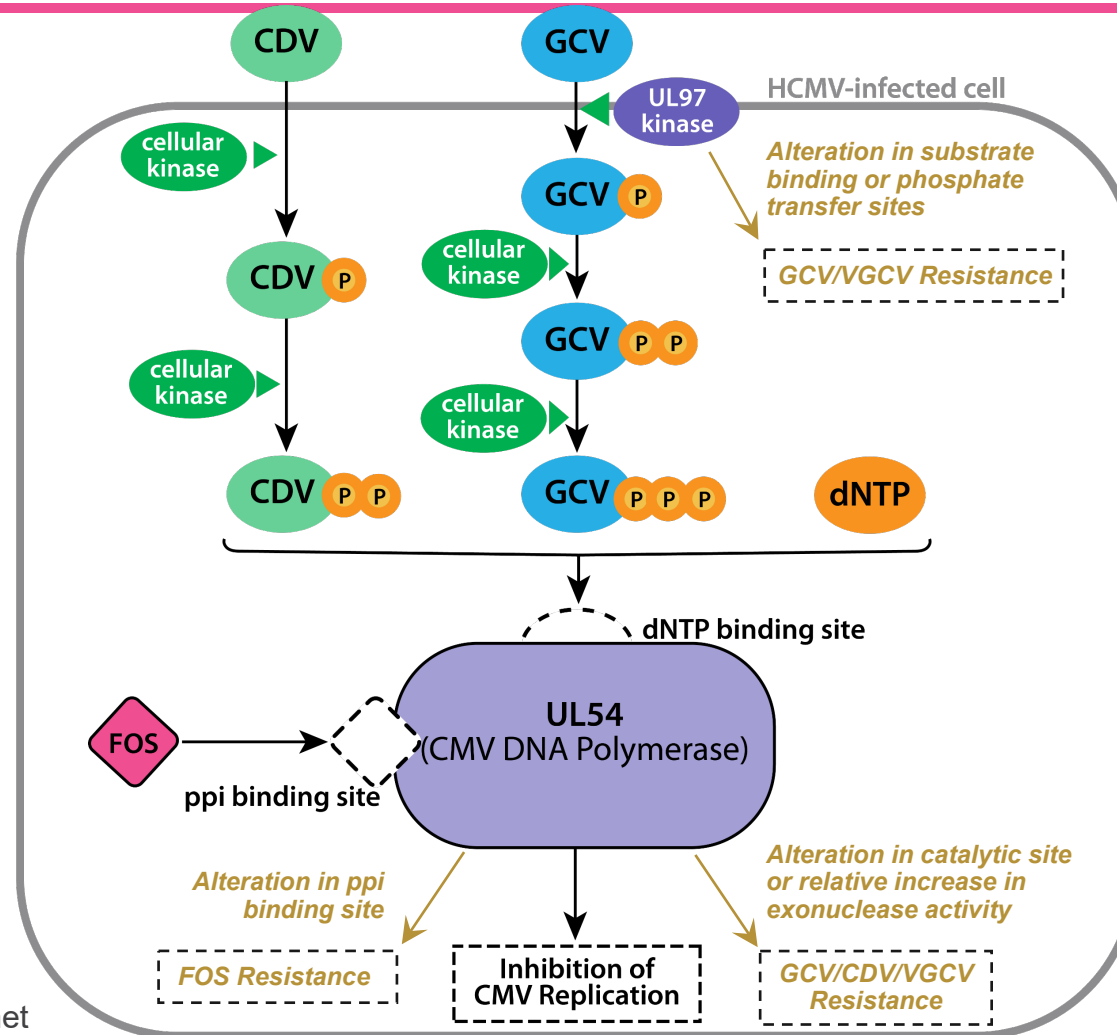 CDV
GCV
HCMV-infected cell
UL97
kinase
cellular
kinase
Alteration in substrate
binding or phosphate
transfer sites
GCV P
cellular
kinase
CDV P
GCV/VGCV Resistance
GCV P P
cellular
kinase
cellular
kinase
CDV P P
GCV P P P
dNTP
dNTP binding site
UL54
(CMV DNA Polymerase)
FOS
ppi binding site
Alteration in ppi
binding site
Alteration in catalytic site
or relative increase in
exonuclease activity
FOS Resistance
Inhibition of
CMV Replication
GCV/CDV/VGCV
Resistance